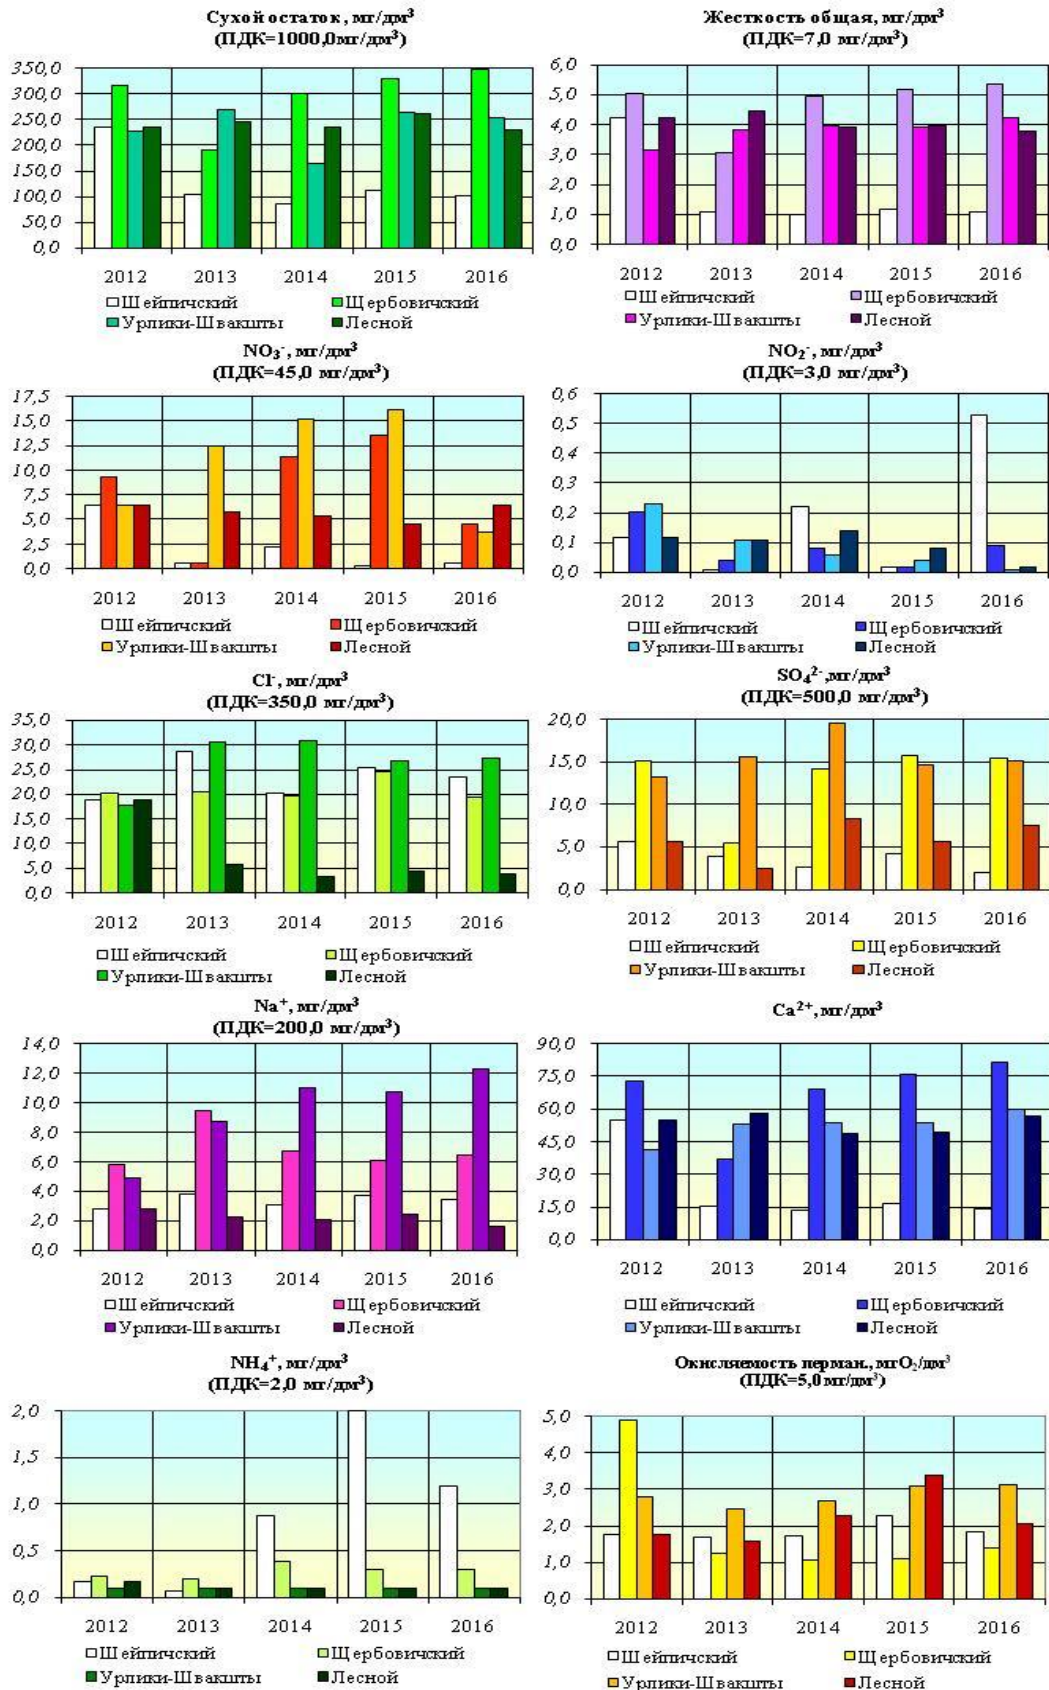 Сухой остаток, мг/дм³
(ПДК=1000,0мг/дм³)
350,0
300,0
250,0
200,0
150,0
100,0
50,0
0,0
2012 2013 2014 2015 2016
Шейпичский Щербовичский
Урлики-Швакшты Лесной
Жесткость общая, мг/дм³
(ПДК=7,0 мг/дм³)
6,0
5,0
4,0
3,0
2,0
1,0
0,0
2012 2013 2014 2015 2016
Шейпичский Щербовичский
Урлики-Швакшты Лесной
NO₃⁻, мг/дм³
(ПДК=45,0 мг/дм³)
17,5
15,0
12,5
10,0
7,5
5,0
2,5
0,0
2012 2013 2014 2015 2016
Шейпичский Щербовичский
Урлики-Швакшты Лесной
NO₂⁻, мг/дм³
(ПДК=3,0 мг/дм³)
0,6
0,5
0,4
0,3
0,2
0,1
0,0
2012 2013 2014 2015 2016
Шейпичский Щербовичский
Урлики-Швакшты Лесной
Cl⁻, мг/дм³
(ПДК=350,0 мг/дм³)
35,0
30,0
25,0
20,0
15,0
10,0
5,0
0,0
2012 2013 2014 2015 2016
Шейпичский Щербовичский
Урлики-Швакшты Лесной
SO₄²⁻,мг/дм³
(ПДК=500,0 мг/дм³)
20,0
15,0
10,0
5,0
0,0
2012 2013 2014 2015 2016
Шейпичский Щербовичский
Урлики-Швакшты Лесной
Na⁺, мг/дм³
(ПДК=200,0 мг/дм³)
14,0
12,0
10,0
8,0
6,0
4,0
2,0
0,0
2012 2013 2014 2015 2016
Шейпичский Щербовичский
Урлики-Швакшты Лесной
Ca²⁺, мг/дм³
90,0
75,0
60,0
45,0
30,0
15,0
0,0
2012 2013 2014 2015 2016
Шейпичский Щербовичский
Урлики-Швакшты Лесной
NH₄⁺, мг/дм³
(ПДК=2,0 мг/дм³)
2,0
1,5
1,0
0,5
0,0
2012 2013 2014 2015 2016
Шейпичский Щербовичский
Урлики-Швакшты Лесной
Окисляемость перман., мгO₂/дм³
(ПДК=5,0мг/дм³)
5,0
4,0
3,0
2,0
1,0
0,0
2012 2013 2014 2015 2016
Шейпичский Щербовичский
Урлики-Швакшты Лесной